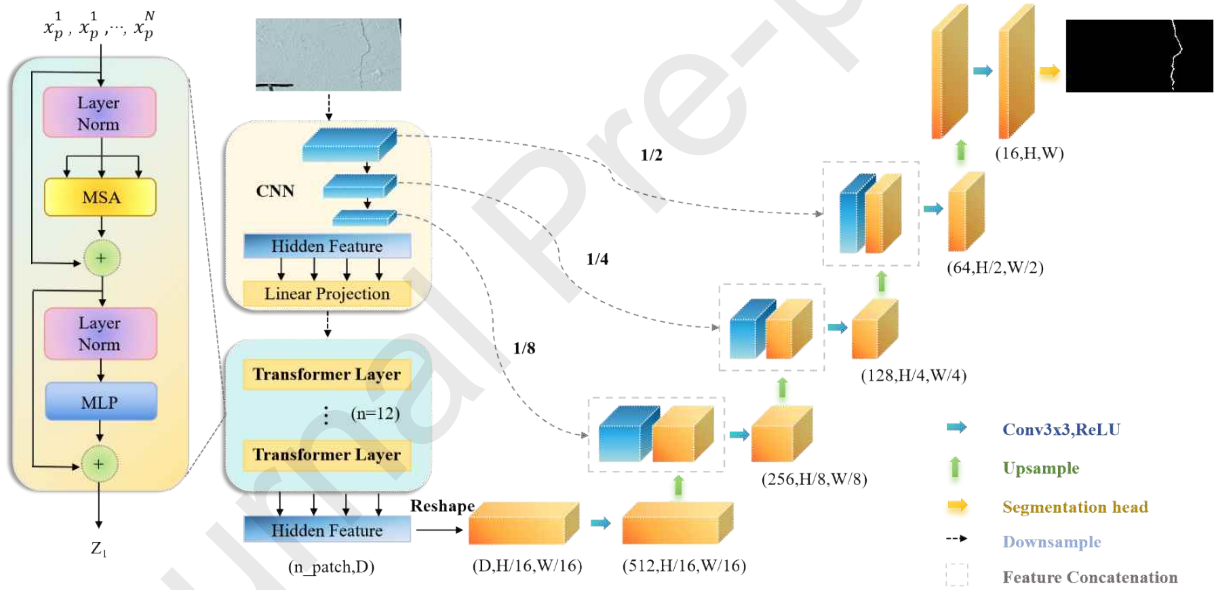 x_p^1, x_p^1, ..., x_p^N
Layer
Norm
MSA
+
Layer
Norm
MLP
+
Z_1
CNN
Hidden Feature
Linear Projection
Transformer Layer
⋮ (n=12)
Transformer Layer
Hidden Feature
(n_patch,D)
Reshape
(D,H/16,W/16)
(512,H/16,W/16)
1/2
1/4
1/8
(256,H/8,W/8)
(128,H/4,W/4)
(64,H/2,W/2)
(16,H,W)
Conv3x3,ReLU
Upsample
Segmentation head
Downsample
Feature Concatenation
urnal Pre-p